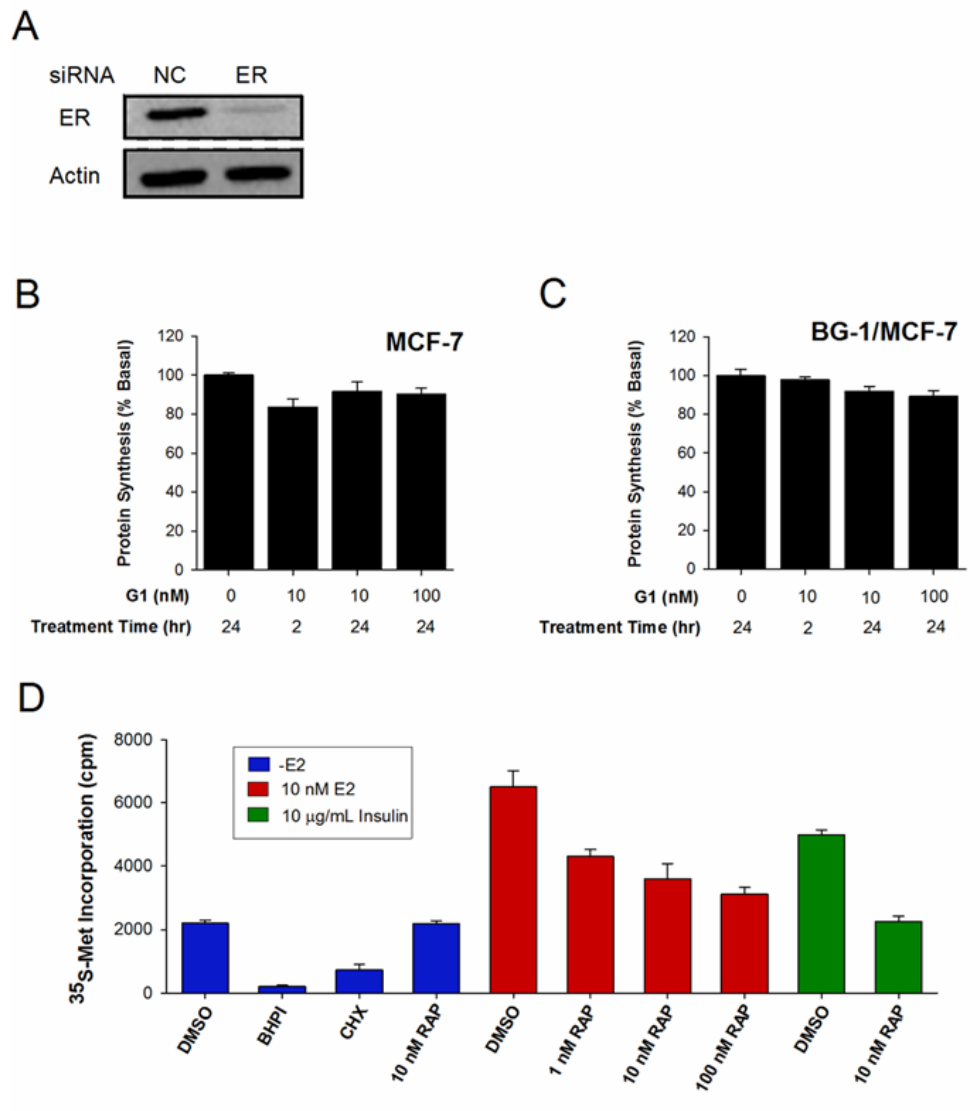 A
siRNA NC ER
ER
Actin
B
MCF-7
Protein Synthesis (% Basal)
120
100
80
60
40
20
0
G1 (nM) 0 10 10 100
Treatment Time (hr) 24 2 24 24
C
BG-1/MCF-7
Protein Synthesis (% Basal)
120
100
80
60
40
20
0
G1 (nM) 0 10 10 100
Treatment Time (hr) 24 2 24 24
D
35S-Met Incorporation (cpm)
8000
6000
4000
2000
0
-E2
10 nM E2
10 μg/mL Insulin
DMSO
BHPI
CHX
10 nM RAP
DMSO
1 nM RAP
10 nM RAP
100 nM RAP
DMSO
10 nM RAP